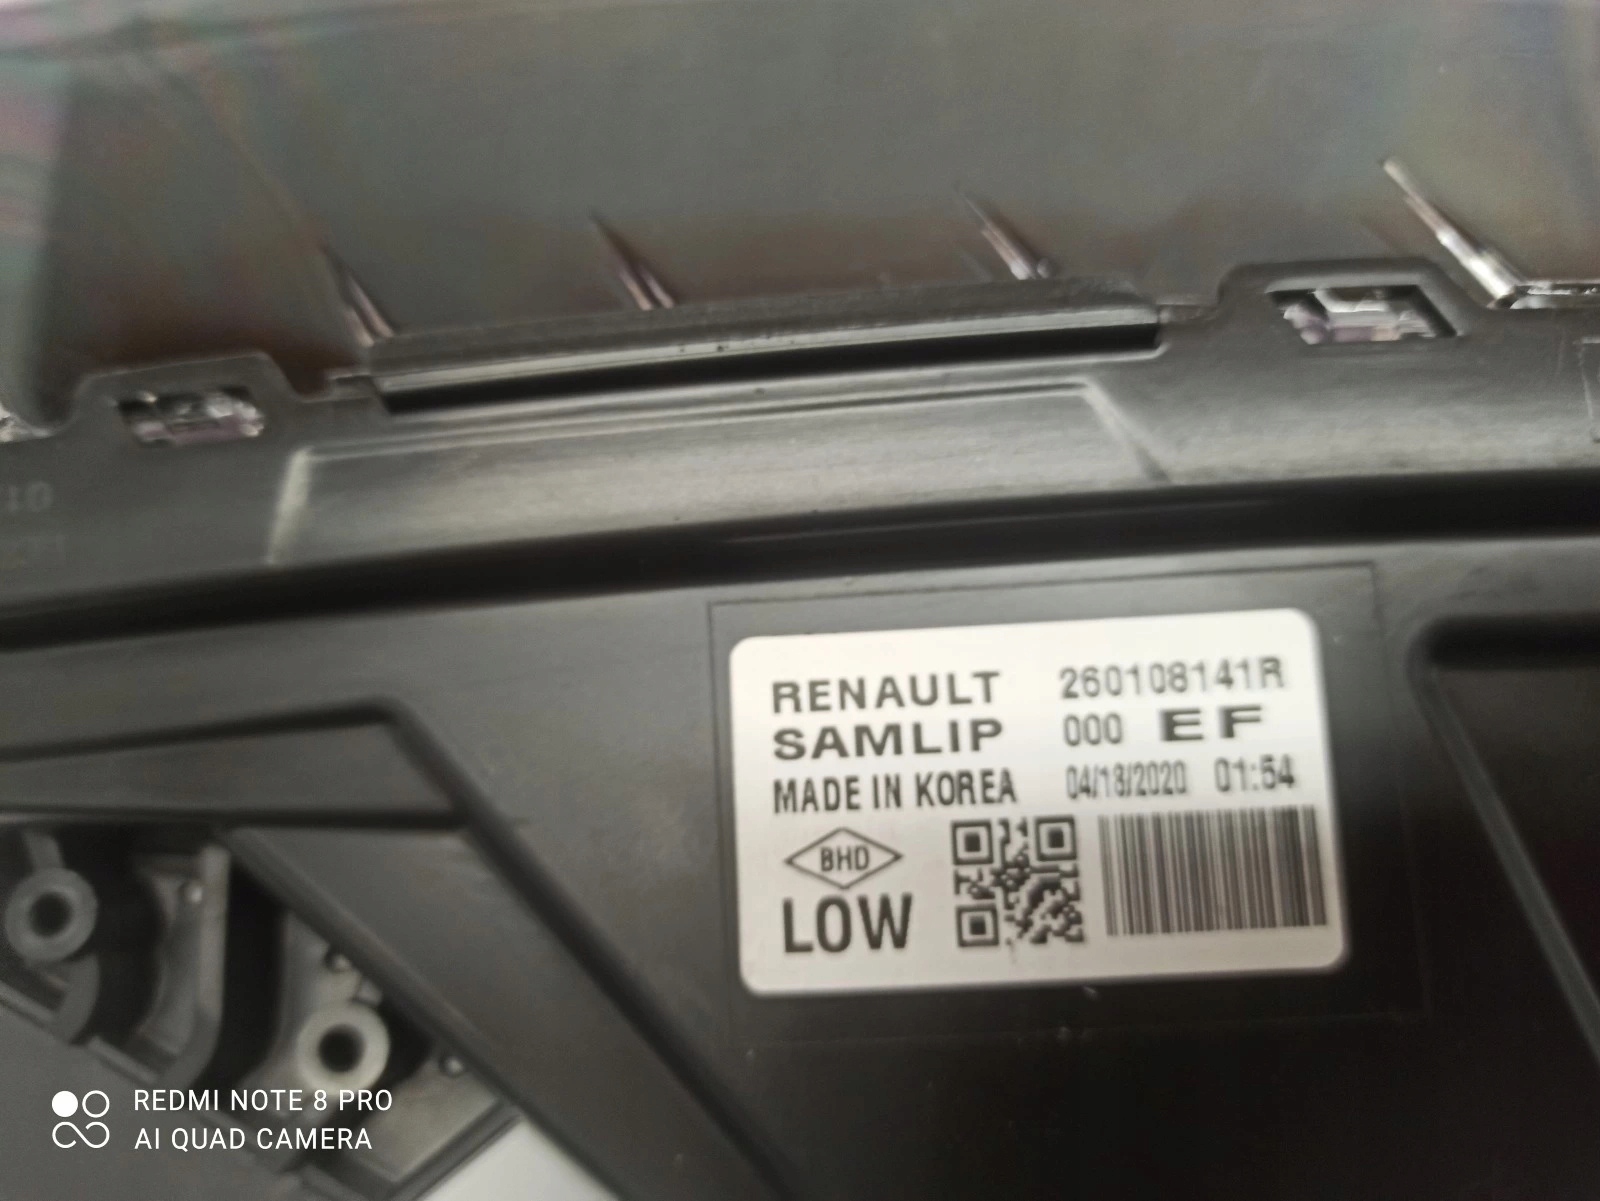 RENAULT 260108141R
SAMLIP 000 EF
MADE IN KOREA 04/18/2020 01:54
BHD
LOW
REDMI NOTE 8 PRO
AI QUAD CAMERA